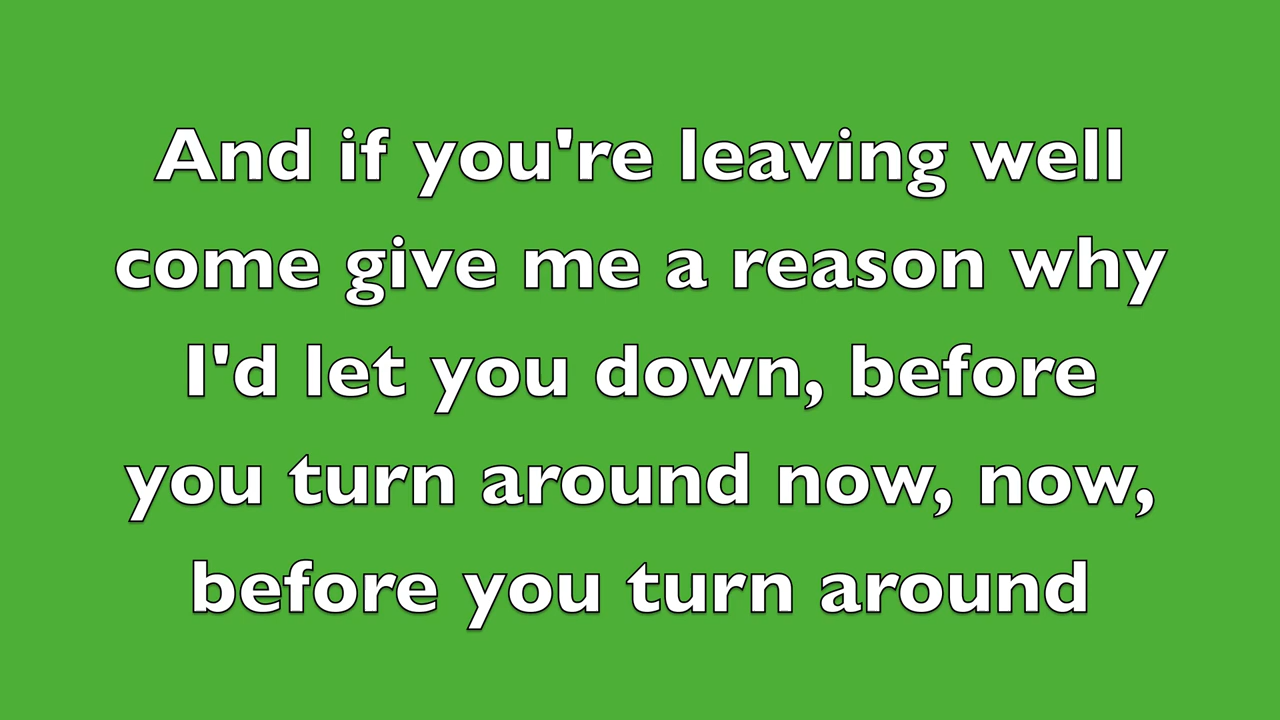 And if you're leaving well
come give me a reason why
I'd let you down, before
you turn around now, now,
before you turn around